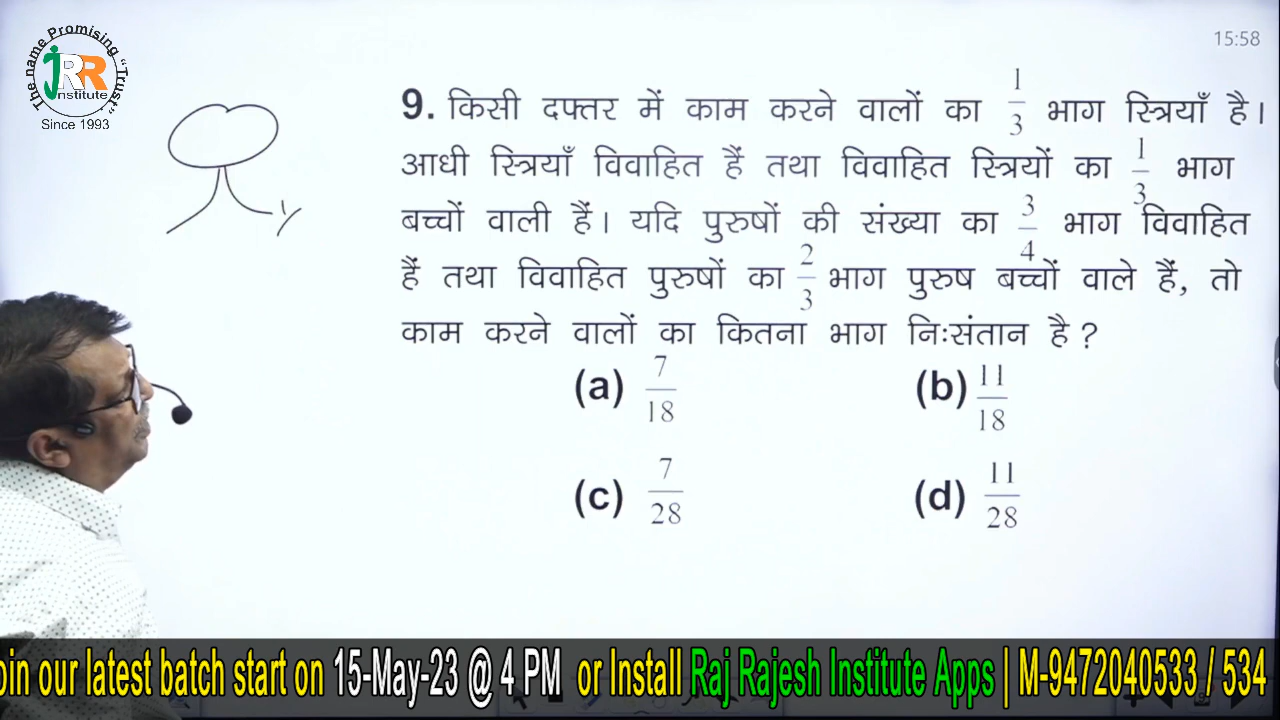 The name Promising "Trust"
JRR
Institute
Since 1993
15:58
9. किसी दफ्तर में काम करने वालों का 1/3 भाग स्त्रियाँ है।
आधी स्त्रियाँ विवाहित हैं तथा विवाहित स्त्रियों का 1/3 भाग
बच्चों वाली हैं। यदि पुरुषों की संख्या का 3/4 भाग विवाहित
हैं तथा विवाहित पुरुषों का 2/3 भाग पुरुष बच्चों वाले हैं, तो
काम करने वालों का कितना भाग निःसंतान है ?
(a) 7/18 (b) 11/18
(c) 7/28 (d) 11/28
oin our latest batch start on 15-May-23 @ 4 PM or Install Raj Rajesh Institute Apps | M-9472040533 / 534